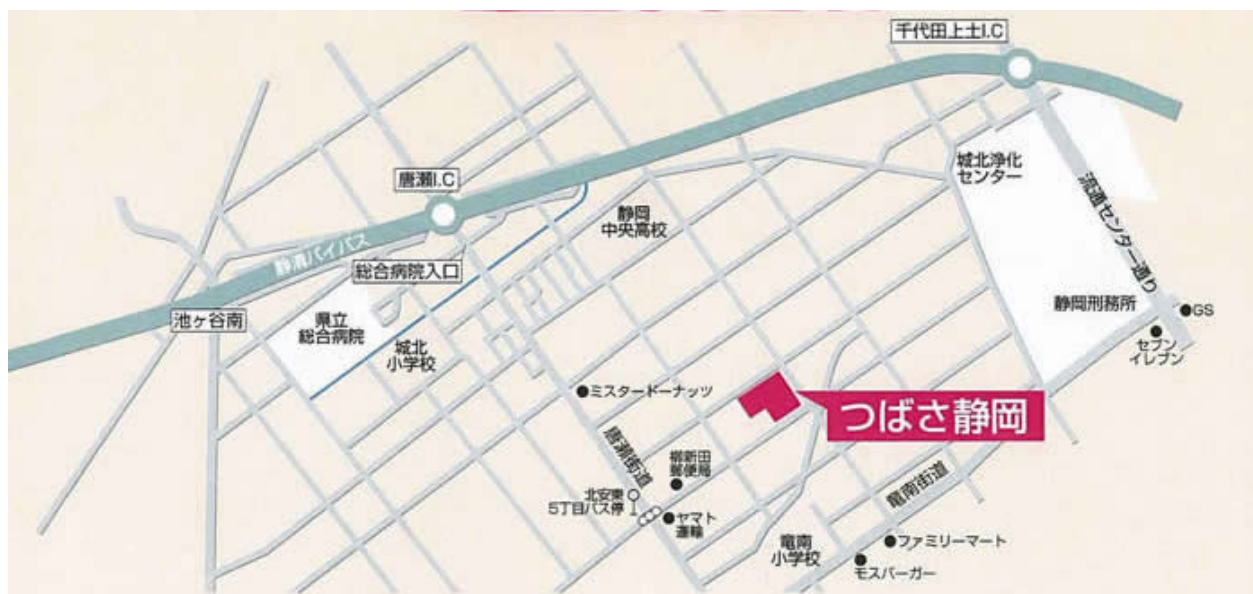 千代田上土I.C
唐瀬I.C
静清バイパス
総合病院入口
池ヶ谷南
県立
総合病院
城北
小学校
静岡
中央高校
城北浄化
センター
流通センター通り
静岡刑務所
GS
セブン
イレブン
ミスタードーナッツ
つばさ静岡
唐瀬街道
柳新田
郵便局
北安東
5丁目バス停
ヤマト
運輸
竜南街道
竜南
小学校
ファミリーマート
モスバーガー